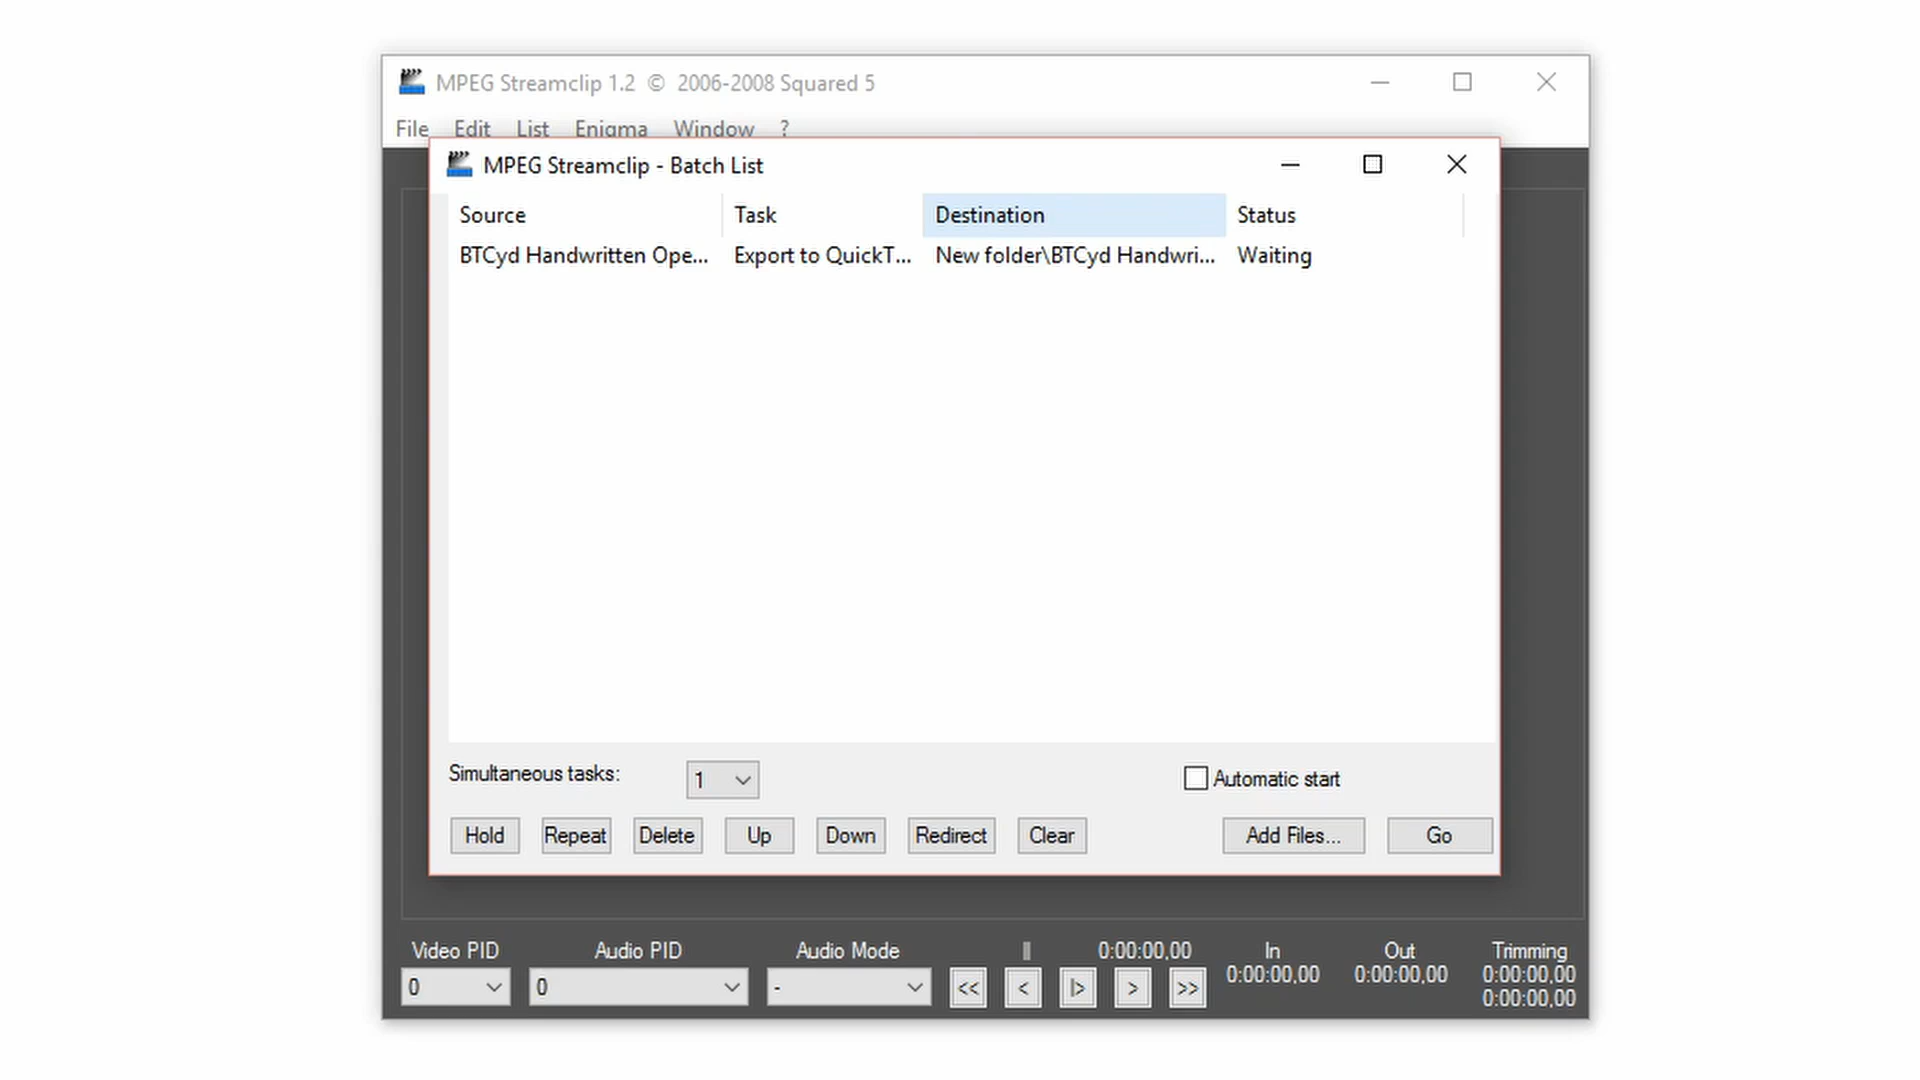 MPEG Streamclip 1.2 © 2006-2008 Squared 5
File Edit List Enigma Window ?
MPEG Streamclip - Batch List
Source Task Destination Status
BTCyd Handwritten Ope... Export to QuickT... New folder\BTCyd Handwri... Waiting
Simultaneous tasks: 1 Automatic start
Hold Repeat Delete Up Down Redirect Clear Add Files... Go
Video PID Audio PID Audio Mode || 0:00:00,00 In Out Trimming
0 0 - << < |> > >> 0:00:00,00 0:00:00,00 0:00:00,00
0:00:00,00